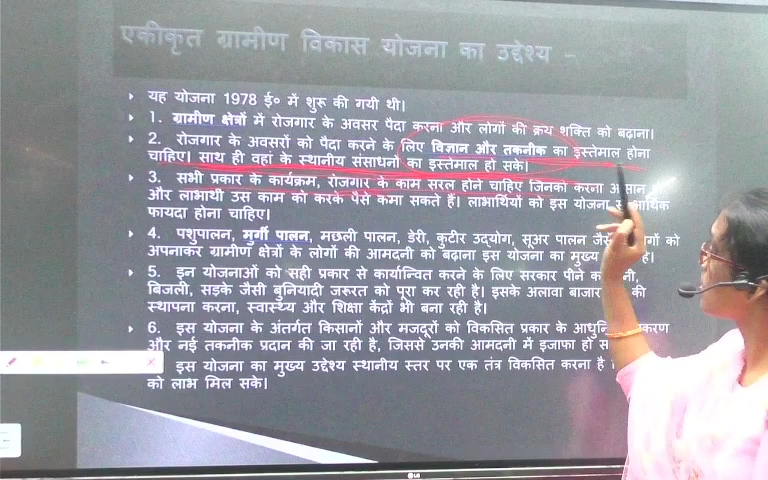 एकीकृत ग्रामीण विकास योजना का उद्देश्य –
यह योजना 1978 ई० में शुरू की गयी थी।
1. ग्रामीण क्षेत्रों में रोजगार के अवसर पैदा करना और लोगों की क्रय शक्ति को बढ़ाना।
2. रोजगार के अवसरों को पैदा करने के लिए विज्ञान और तकनीक का इस्तेमाल होना
चाहिए। साथ ही वहां के स्थानीय संसाधनों का इस्तेमाल हो सके।
3. सभी प्रकार के कार्यक्रम, रोजगार के काम सरल होने चाहिए जिनको करना
और लाभार्थी उस काम को करके पैसे कमा सकते हैं। लाभार्थियों को इस योजना
फायदा होना चाहिए।
4. पशुपालन, मुर्गी पालन, मछली पालन, डेरी, कुटीर उद्योग, सूअर पालन को
अपनाकर ग्रामीण क्षेत्रों के लोगों की आमदनी को बढ़ाना इस योजना का मुख्य है।
5. इन योजनाओं को सही प्रकार से कार्यान्वित करने के लिए सरकार पीने
बिजली, सड़के जैसी बुनियादी जरूरत को पूरा कर रही है। इसके अलावा बाजार की
स्थापना करना, स्वास्थ्य और शिक्षा केंद्रों भी बना रही है।
6. इस योजना के अंतर्गत किसानों और मजदूरों को विकसित प्रकार के
और नई तकनीक प्रदान की जा रही है, जिससे उनकी आमदनी में इजाफा हो
इस योजना का मुख्य उद्देश्य स्थानीय स्तर पर एक तंत्र विकसित करना है
को लाभ मिल सके।
LG